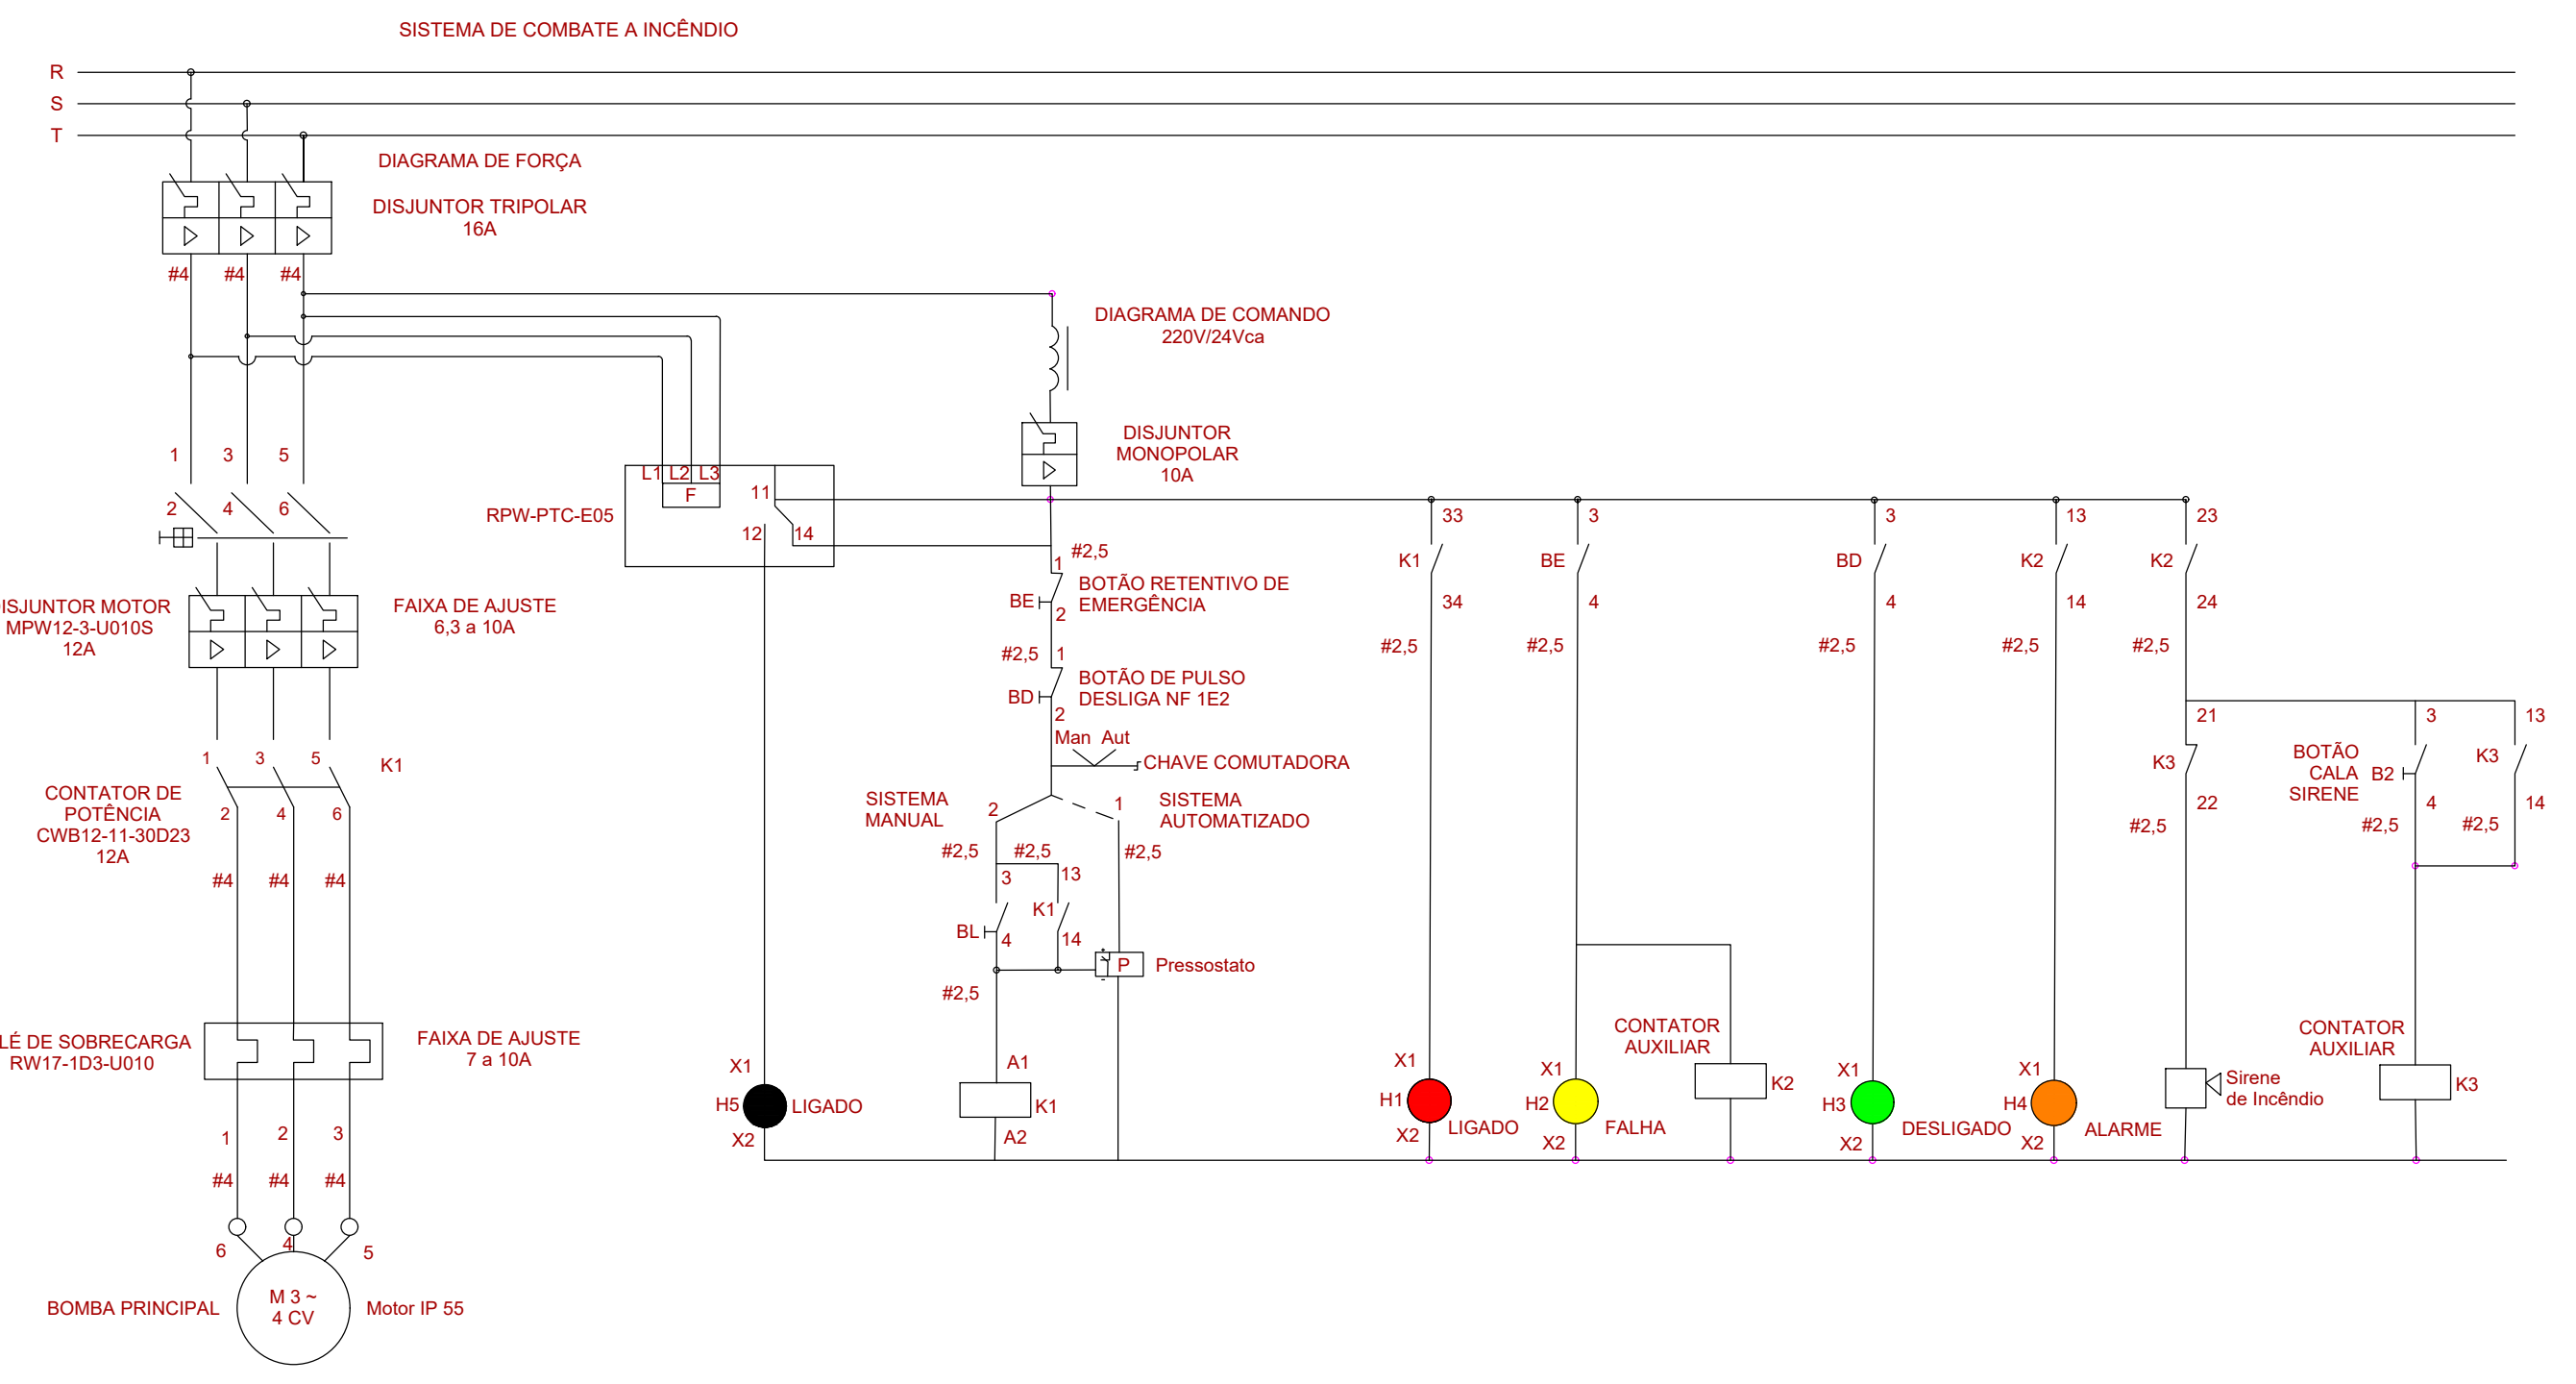 SISTEMA DE COMBATE A INCÊNDIO
R
S
T
DIAGRAMA DE FORÇA
DISJUNTOR TRIPOLAR
16A
#4
#4
#4
DIAGRAMA DE COMANDO
220V/24Vca
DISJUNTOR
MONOPOLAR
10A
1
3
5
2
4
6
L1
L2
L3
F
11
12
14
RPW-PTC-E05
ISJUNTOR MOTOR
MPW12-3-U010S
12A
FAIXA DE AJUSTE
6,3 a 10A
#2,5
1
BE
2
BOTÃO RETENTIVO DE
EMERGÊNCIA
#2,5
1
BD
2
BOTÃO DE PULSO
DESLIGA NF 1E2
Man
Aut
CHAVE COMUTADORA
33
K1
34
#2,5
3
BE
4
#2,5
3
BD
4
#2,5
13
K2
14
#2,5
23
K2
24
#2,5
21
K3
22
#2,5
3
BOTÃO
CALA
SIRENE
B2
4
#2,5
13
K3
14
#2,5
1
3
5
K1
CONTATOR DE
POTÊNCIA
CWB12-11-30D23
12A
2
4
6
#4
#4
#4
SISTEMA
MANUAL
2
1
SISTEMA
AUTOMATIZADO
#2,5
#2,5
#2,5
3
13
BL
K1
4
14
P
Pressostato
#2,5
LÉ DE SOBRECARGA
RW17-1D3-U010
FAIXA DE AJUSTE
7 a 10A
X1
H5
LIGADO
X2
A1
K1
A2
X1
H1
LIGADO
X2
X1
H2
FALHA
X2
CONTATOR
AUXILIAR
K2
X1
H3
DESLIGADO
X2
X1
H4
ALARME
X2
Sirene
de Incêndio
CONTATOR
AUXILIAR
K3
1
2
3
#4
#4
#4
6
4
5
BOMBA PRINCIPAL
M 3 ~
4 CV
Motor IP 55